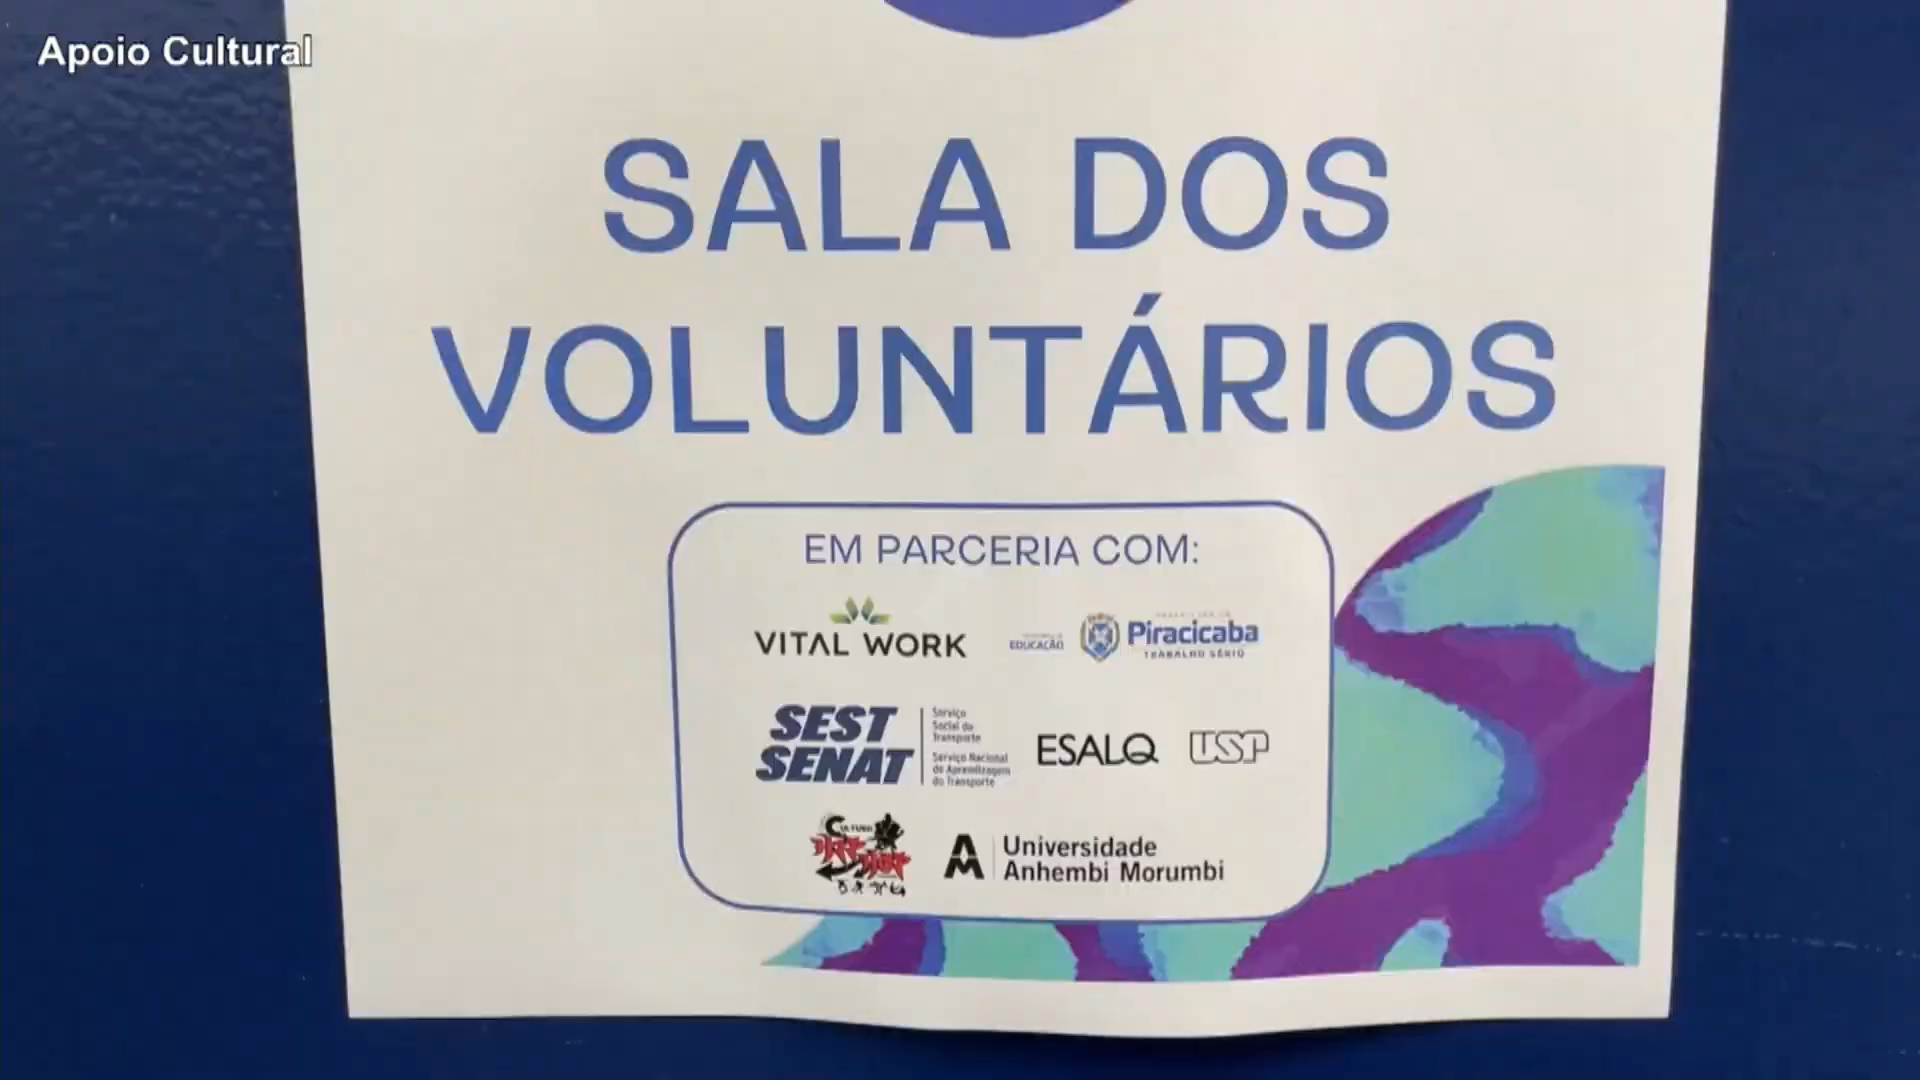 Apoio Cultural
SALA DOS
VOLUNTÁRIOS
EM PARCERIA COM:
VITAL WORK
EDUCAÇÃO
Piracicaba
TRABALHO SÉRIO
SEST
SENAT
Serviço
Social do
Transporte
Serviço Nacional
de Aprendizagem
do Transporte
ESALQ
USP
CULTURA
Universidade
Anhembi Morumbi